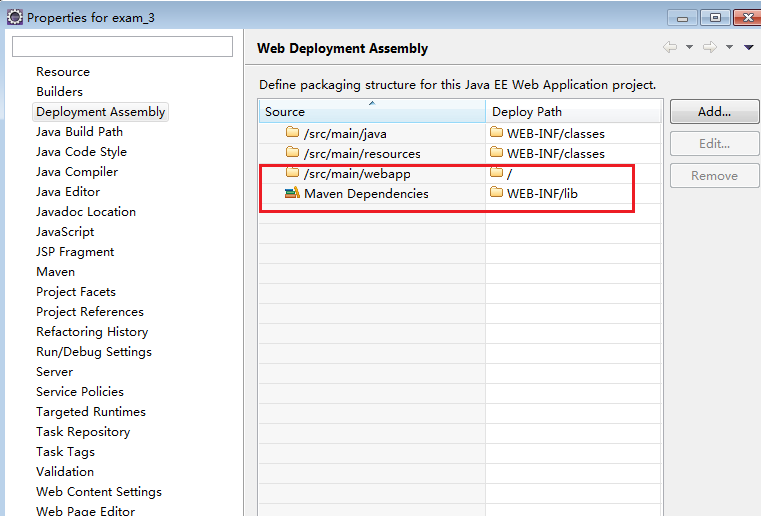 Properties for exam_3
Web Deployment Assembly
Resource
Builders
Deployment Assembly
Java Build Path
Java Code Style
Java Compiler
Java Editor
Javadoc Location
JavaScript
JSP Fragment
Maven
Project Facets
Project References
Refactoring History
Run/Debug Settings
Server
Service Policies
Targeted Runtimes
Task Repository
Task Tags
Validation
Web Content Settings
Web Page Editor
Define packaging structure for this Java EE Web Application project.
Source Deploy Path
/src/main/java WEB-INF/classes
/src/main/resources WEB-INF/classes
/src/main/webapp /
Maven Dependencies WEB-INF/lib
Add...
Edit...
Remove